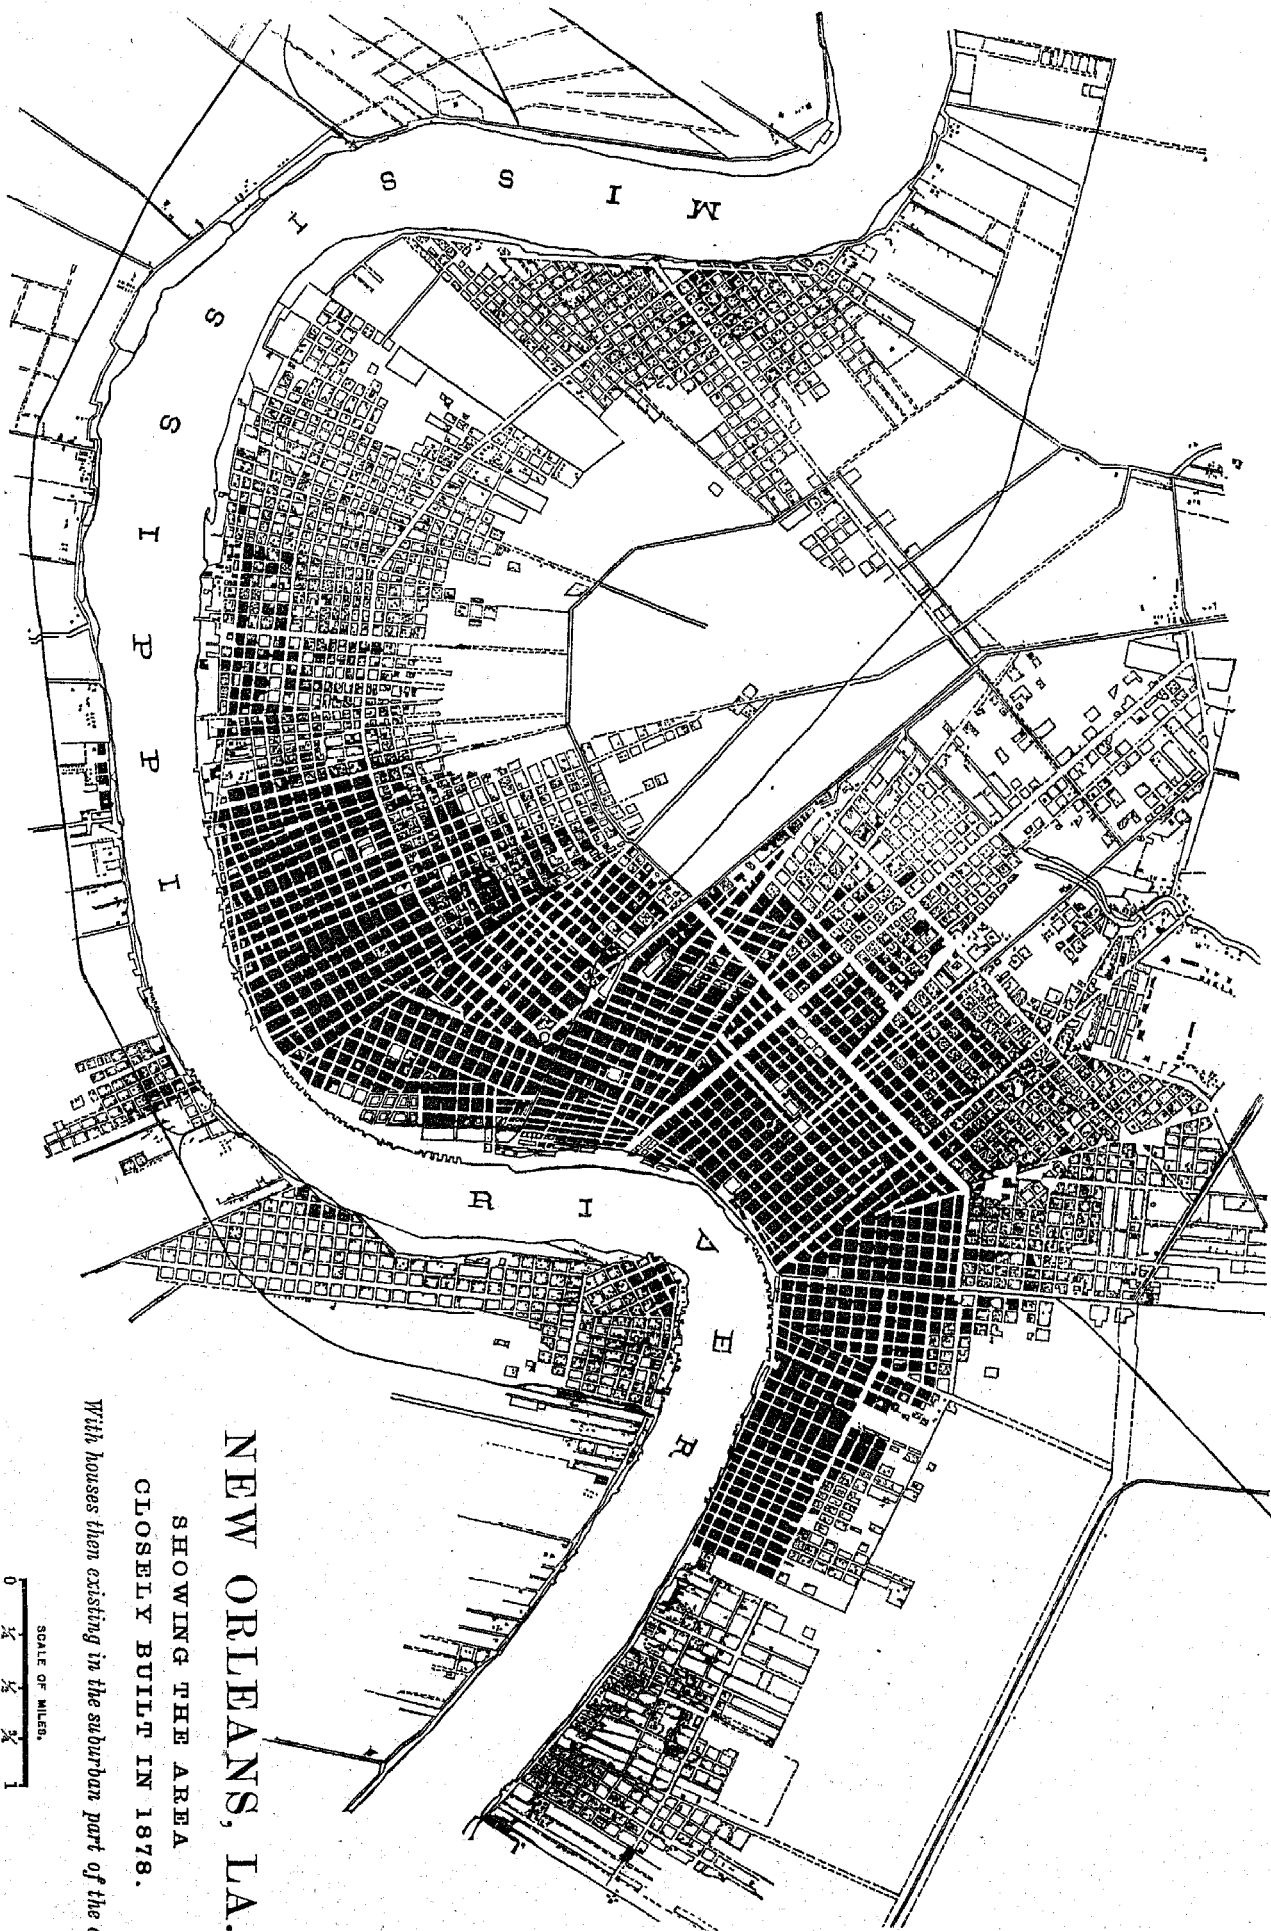 MISSISSIPPI RIVER
NEW ORLEANS, LA.
SHOWING THE AREA
CLOSELY BUILT IN 1878.
With houses then existing in the suburban part of the
SCALE OF MILES.
0 ¼ ½ ¾ 1